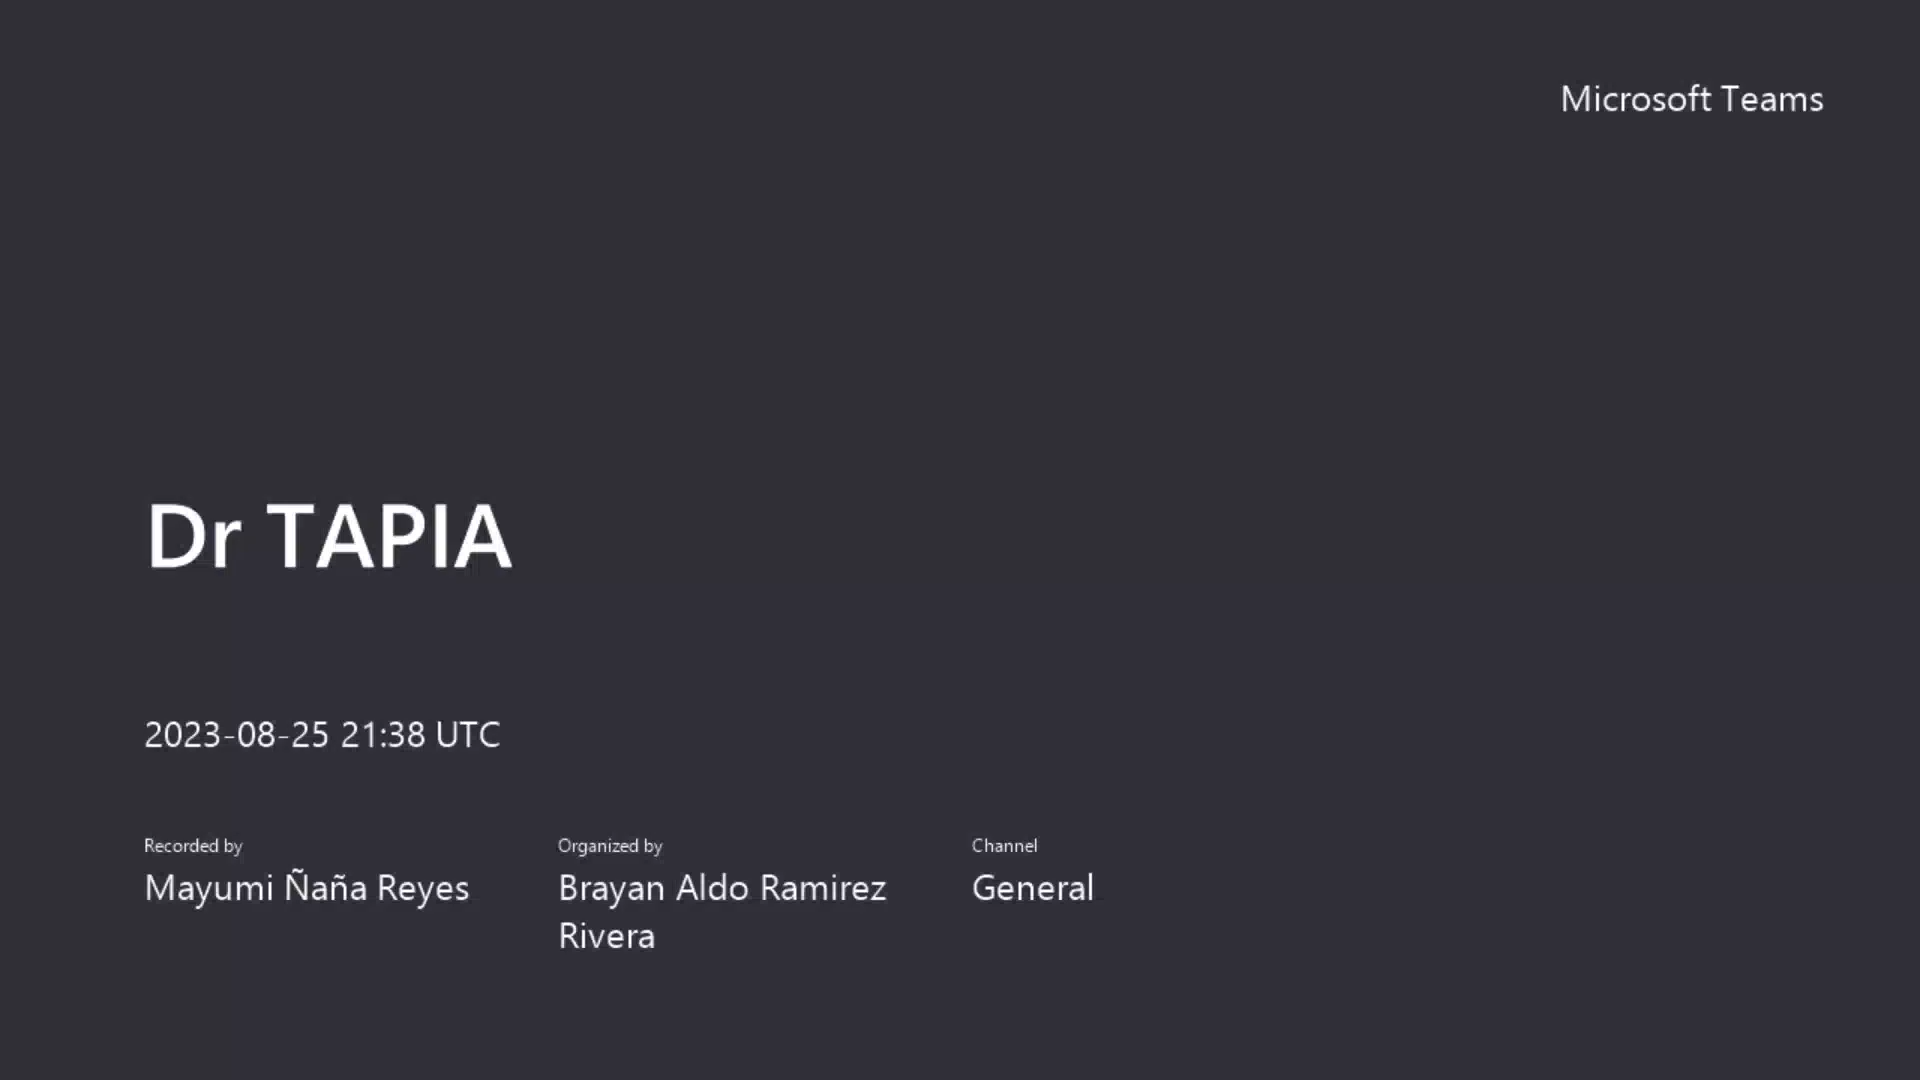 Microsoft Teams
Dr TAPIA
2023-08-25 21:38 UTC
Recorded by
Mayumi Ñaña Reyes
Organized by
Brayan Aldo Ramirez
Rivera
Channel
General